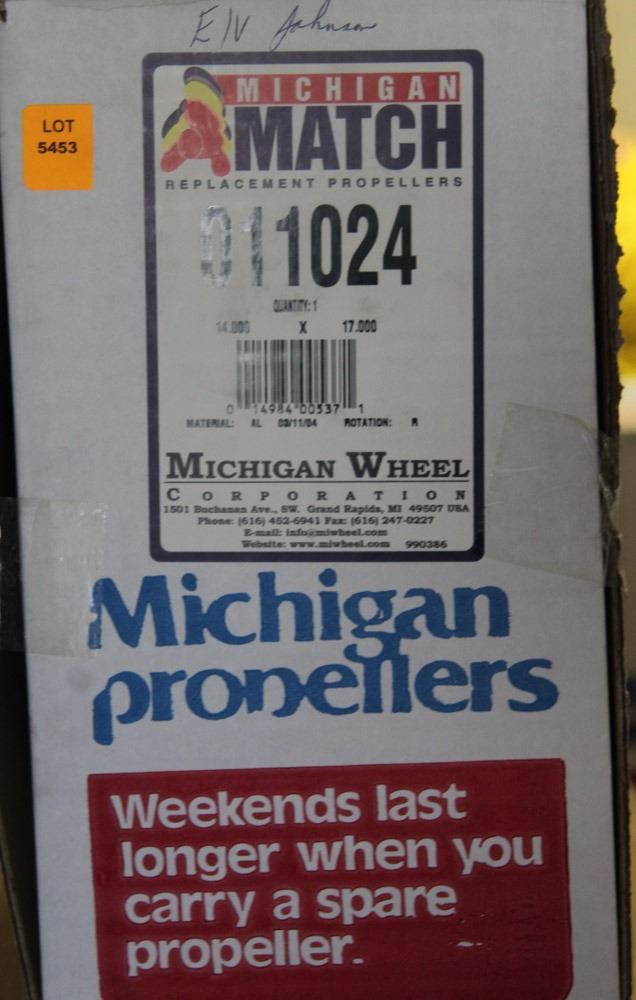 E/V Johnson
LOT
5453
MICHIGAN
MATCH
REPLACEMENT PROPELLERS
011024
QUANTITY: 1
14.000 X 17.000
0 14984 00537 1
MATERIAL: AL 03/11/04 ROTATION: R
MICHIGAN WHEEL
CORPORATION
1501 Buchanan Ave., SW. Grand Rapids, MI 49507 USA
Phone: (616) 452-6941 Fax: (616) 247-0227
E-mail: info@miwheel.com
Website: www.miwheel.com 990386
Michigan
propellers
Weekends last
longer when you
carry a spare
propeller.